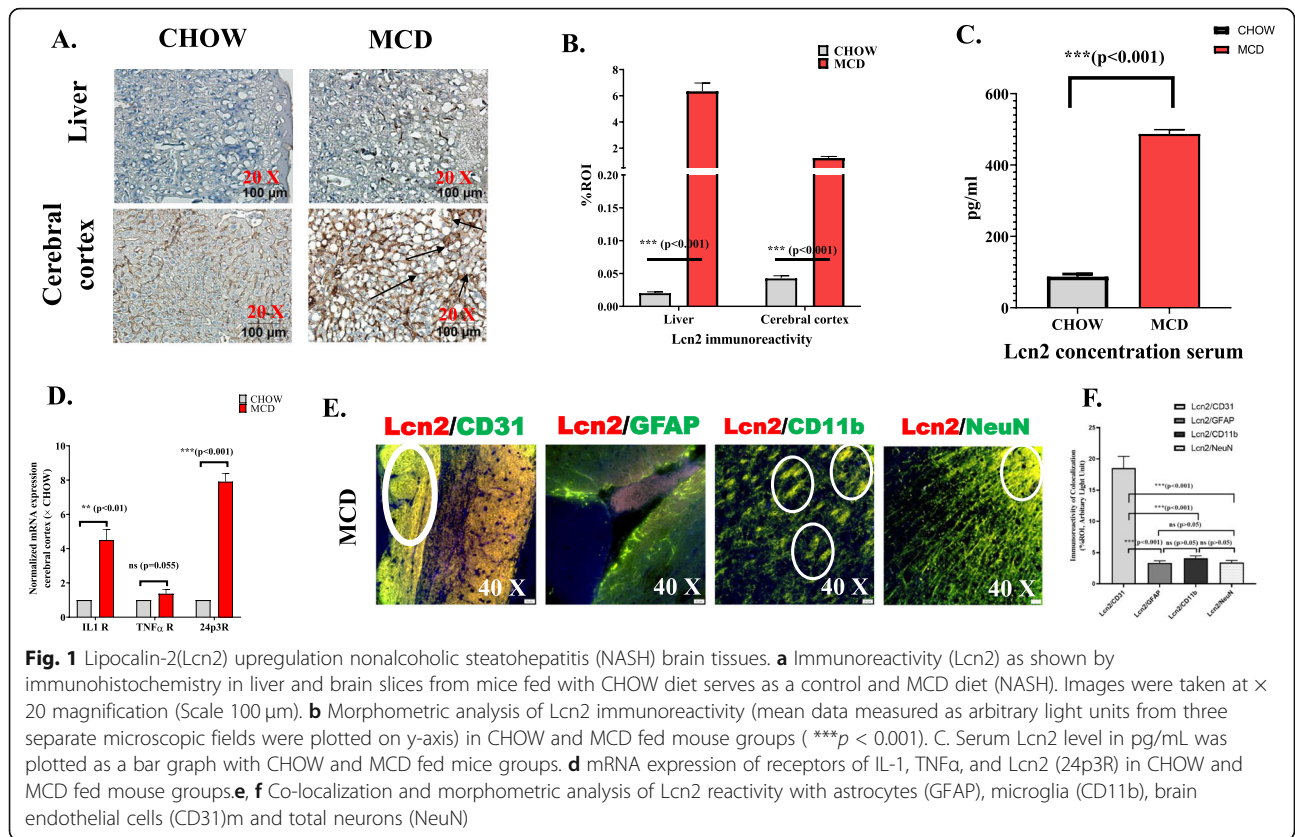 A.
CHOW
MCD
Liver
20 X
100 µm
20 X
100 µm
Cerebral
cortex
20 X
100 µm
20 X
100 µm
B.
CHOW
MCD
%ROI
8
6
4
2
0.20
0.15
0.10
0.05
0.00
*** (p<0.001)
*** (p<0.001)
Liver
Cerebral cortex
Lcn2 immunoreactivity
C.
CHOW
MCD
***(p<0.001)
pg/ml
600
400
200
0
CHOW
MCD
Lcn2 concentration serum
D.
CHOW
MCD
Normalized mRNA expression
cerebral cortex (× CHOW)
10
8
6
4
2
0
** (p<0.01)
ns (p=0.055)
***(p<0.001)
IL1 R
TNFα R
24p3R
E.
Lcn2/CD31
Lcn2/GFAP
Lcn2/CD11b
Lcn2/NeuN
MCD
40 X
40 X
40 X
40 X
F.
Lcn2/CD31
Lcn2/GFAP
Lcn2/CD11b
Lcn2/NeuN
Immunoreactivity of Colocalization
(%ROI, Arbitary Light Unit)
25
20
15
10
5
0
***(p<0.001)
***(p<0.001)
ns (p>0.05)
***(p<0.001)
ns (p>0.05)
ns (p>0.05)
Lcn2/CD31
Lcn2/GFAP
Lcn2/CD11b
Lcn2/NeuN
Fig. 1 Lipocalin-2(Lcn2) upregulation nonalcoholic steatohepatitis (NASH) brain tissues. a Immunoreactivity (Lcn2) as shown by
immunohistochemistry in liver and brain slices from mice fed with CHOW diet serves as a control and MCD diet (NASH). Images were taken at ×
20 magnification (Scale 100 µm). b Morphometric analysis of Lcn2 immunoreactivity (mean data measured as arbitrary light units from three
separate microscopic fields were plotted on y-axis) in CHOW and MCD fed mouse groups ( ***p < 0.001). C. Serum Lcn2 level in pg/mL was
plotted as a bar graph with CHOW and MCD fed mice groups. d mRNA expression of receptors of IL-1, TNFα, and Lcn2 (24p3R) in CHOW and
MCD fed mouse groups.e, f Co-localization and morphometric analysis of Lcn2 reactivity with astrocytes (GFAP), microglia (CD11b), brain
endothelial cells (CD31)m and total neurons (NeuN)